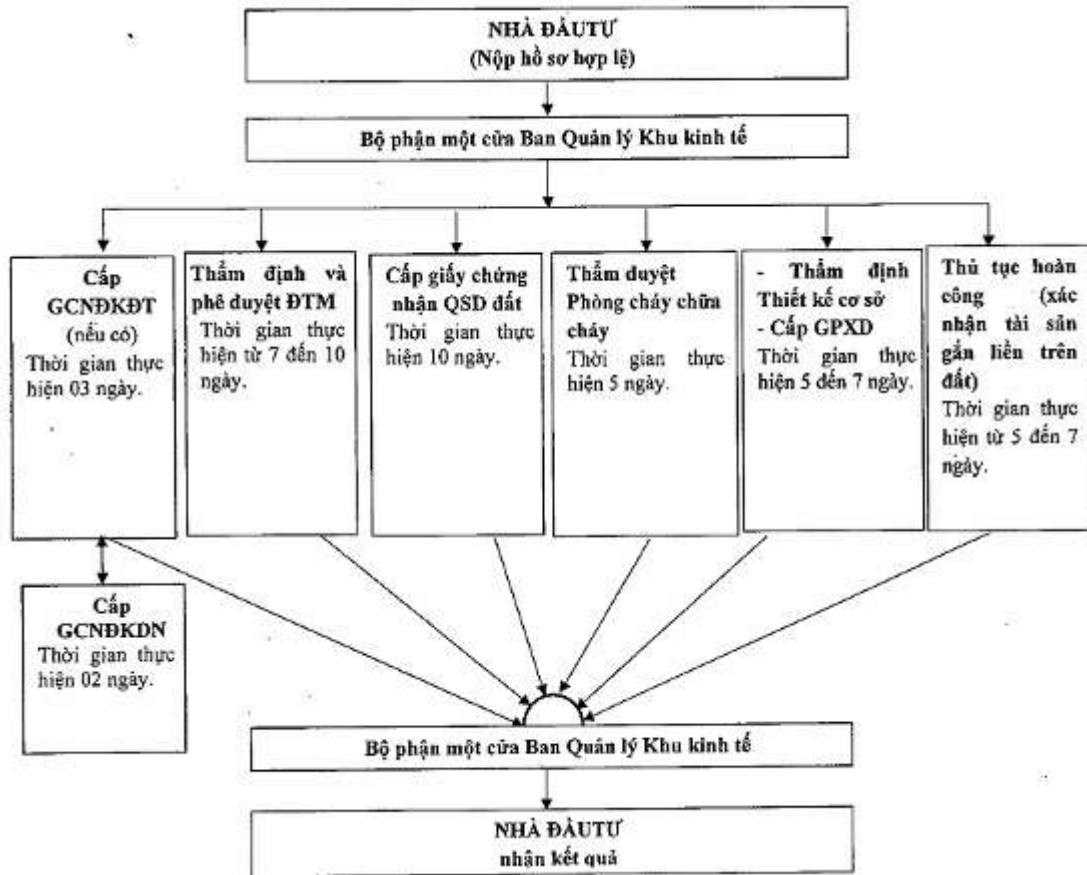 NHÀ ĐẦUTƯ
(Nộp hồ sơ hợp lệ)
Bộ phận một cửa Ban Quản lý Khu kinh tế
Cấp
GCNĐKĐT
(nếu có)
Thời gian thực
hiện 03 ngày.
Thẩm định và
phê duyệt ĐTM
Thời gian thực
hiện từ 7 đến 10
ngày.
Cấp giấy chứng
nhận QSD đất
Thời gian thực
hiện 10 ngày.
Thẩm duyệt
Phòng cháy chữa
cháy
Thời gian thực
hiện 5 ngày.
- Thẩm định
Thiết kế cơ sở
- Cấp GPXD
Thời gian thực
hiện 5 đến 7 ngày.
Thủ tục hoàn
công (xác
nhận tài sản
gắn liền trên
đất)
Thời gian thực
hiện từ 5 đến 7
ngày.
Cấp
GCNĐKDN
Thời gian thực
hiện 02 ngày.
Bộ phận một cửa Ban Quản lý Khu kinh tế
NHÀ ĐẦUTƯ
nhận kết quả